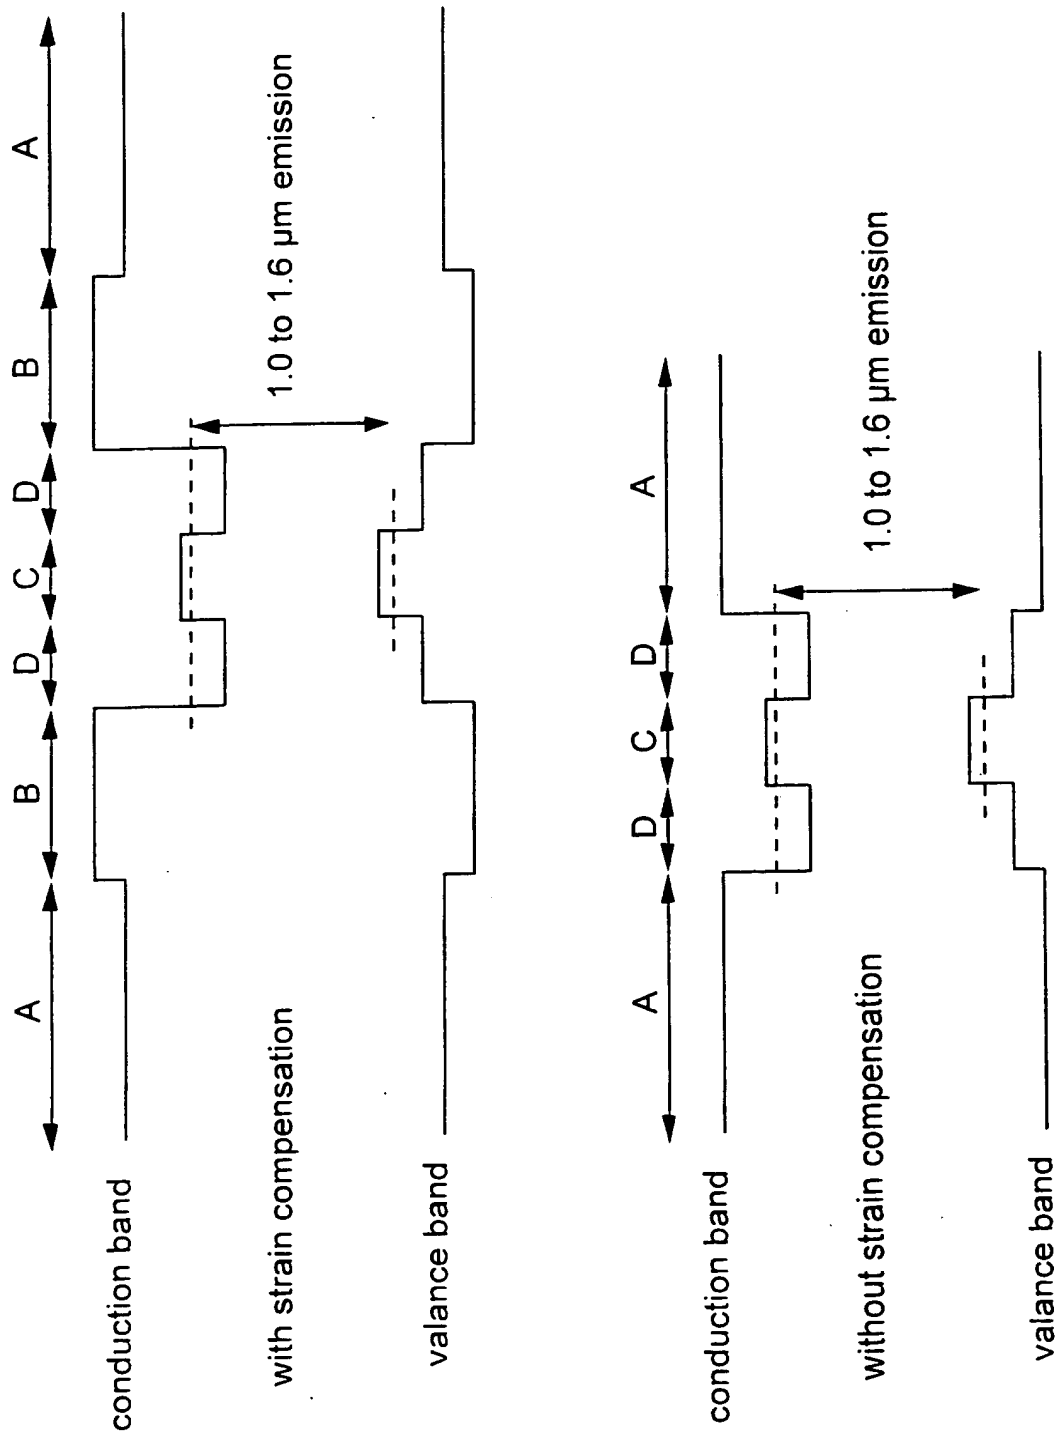 A B D C D B A
conduction band
with strain compensation
1.0 to 1.6 µm emission
valance band
A D C D A
conduction band
without strain compensation
1.0 to 1.6 µm emission
valance band